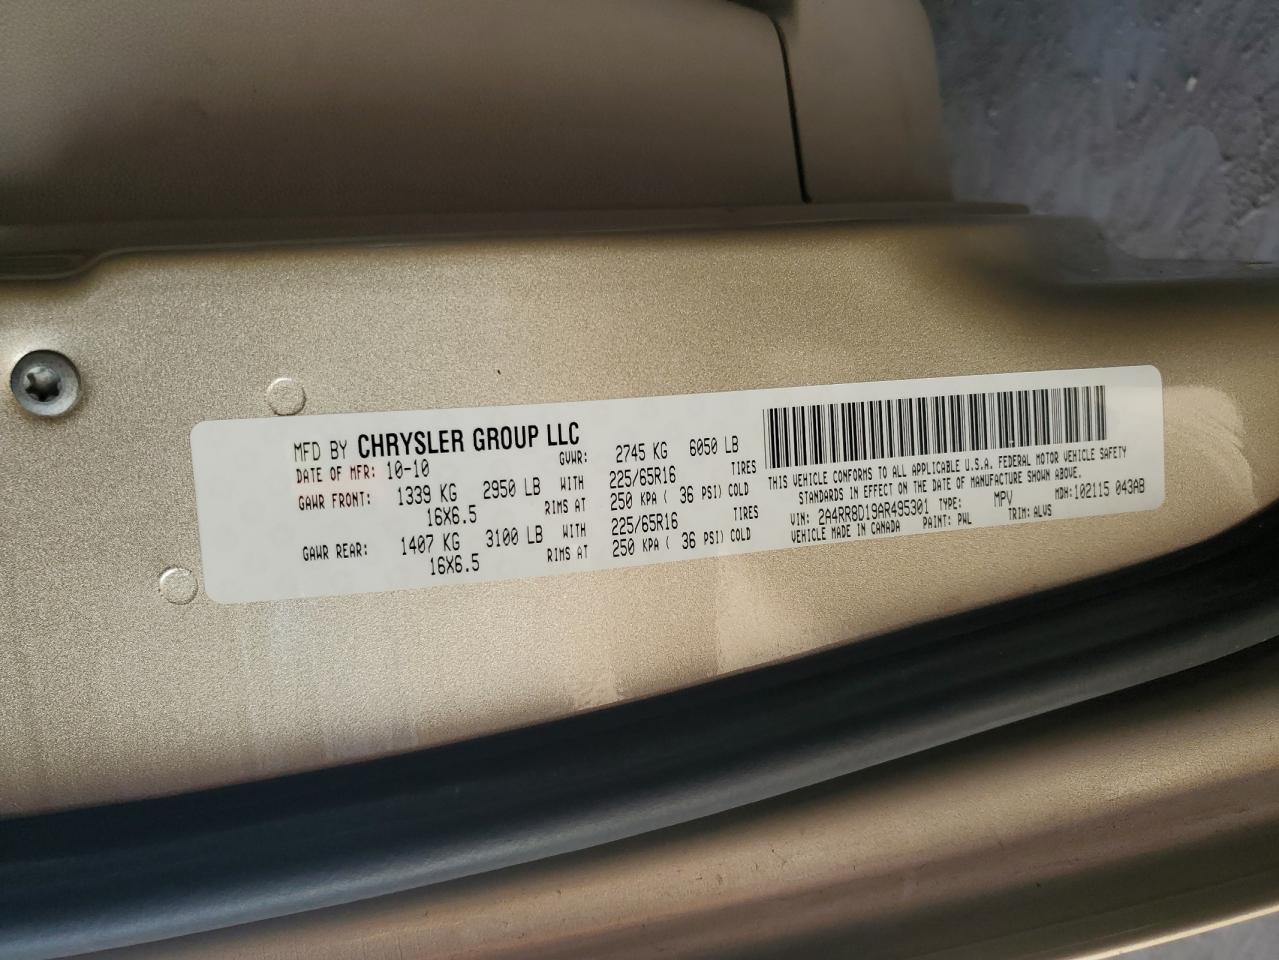 MFD BY CHRYSLER GROUP LLC
DATE OF MFR: 10-10 GVWR: 2745 KG 6050 LB
GAWR FRONT: 1339 KG 2950 LB WITH 225/65R16 TIRES
16X6.5 RIMS AT 250 KPA ( 36 PSI) COLD
GAWR REAR: 1407 KG 3100 LB WITH 225/65R16 TIRES
16X6.5 RIMS AT 250 KPA ( 36 PSI) COLD
THIS VEHICLE CONFORMS TO ALL APPLICABLE U.S.A. FEDERAL MOTOR VEHICLE SAFETY
STANDARDS IN EFFECT ON THE DATE OF MANUFACTURE SHOWN ABOVE.
VIN: 2A4RR8D19AR495301 TYPE: MPV MDH:102115 043AB
VEHICLE MADE IN CANADA PAINT: PWL TRIM: ALVS